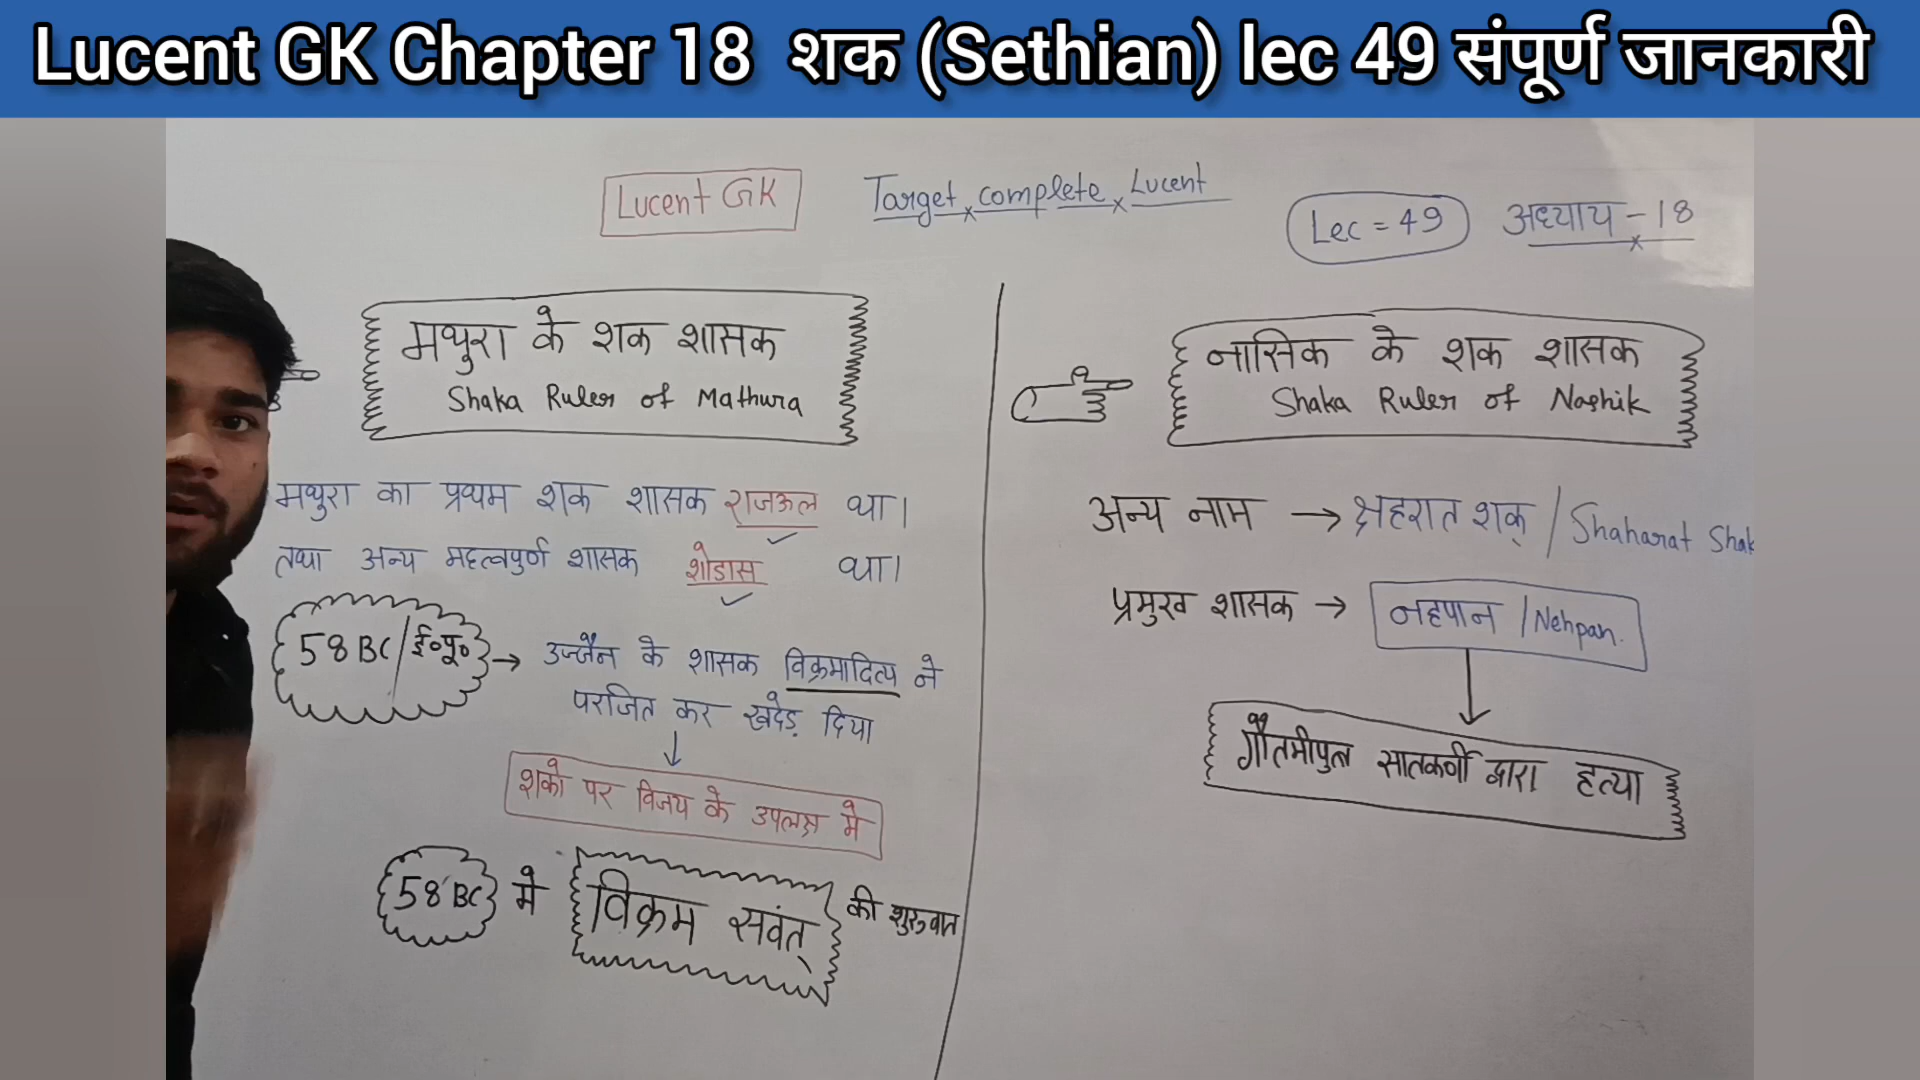 Lucent GK Chapter 18 शक (Sethian) lec 49 संपूर्ण जानकारी
Lucent GK
Target complete Lucent
Lec = 49
अध्याय - 18
मथुरा के शक शासक
Shaka Ruler of Mathura
मथुरा का प्रथम शक शासक राजऊल था।
तथा अन्य महत्वपुर्ण शासक शोडास था।
58 BC / ई०पू० → उज्जैन के शासक विक्रमादित्य ने
पराजित कर खदेड़ दिया
शको पर विजय के उपलक्ष मे
58 BC मे विक्रम सवंत् की शुरुवात
नासिक के शक शासक
Shaka Ruler of Nashik
अन्य नाम → क्षहरात शक् / Shaharat Shak
प्रमुख शासक → नहपान / Nehpan.
गौतमीपुत्र सातकर्णी द्वारा हत्या